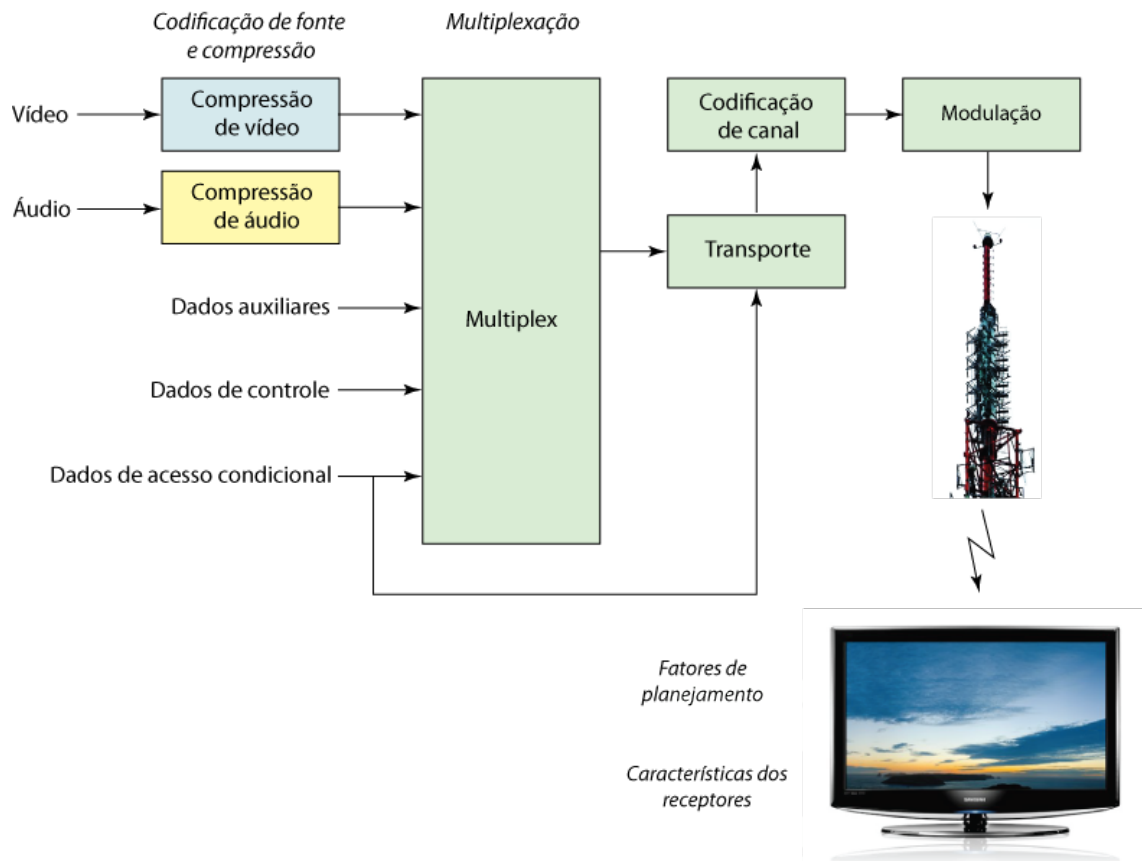 Codificação de fonte
e compressão
Multiplexação
Vídeo
Compressão
de vídeo
Codificação
de canal
Modulação
Áudio
Compressão
de áudio
Transporte
Dados auxiliares
Multiplex
Dados de controle
Dados de acesso condicional
Fatores de
planejamento
Características dos
receptores
SAMSUNG